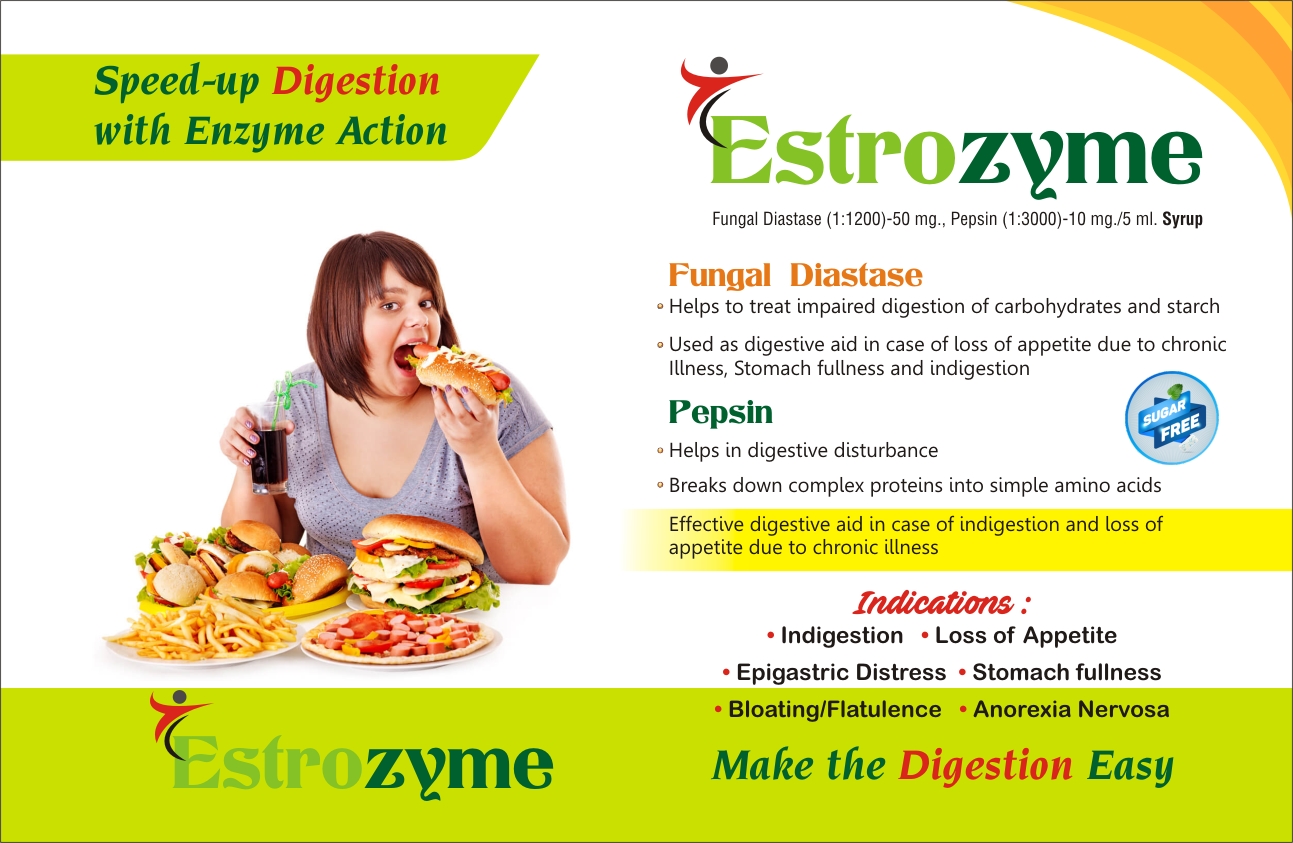 Speed-up Digestion
with Enzyme Action
Estrozyme
Estrozyme
Fungal Diastase (1:1200)-50 mg., Pepsin (1:3000)-10 mg./5 ml. Syrup
Fungal Diastase
• Helps to treat impaired digestion of carbohydrates and starch
• Used as digestive aid in case of loss of appetite due to chronic
Illness, Stomach fullness and indigestion
Pepsin
• Helps in digestive disturbance
• Breaks down complex proteins into simple amino acids
SUGAR
FREE
Effective digestive aid in case of indigestion and loss of
appetite due to chronic illness
Indications :
• Indigestion • Loss of Appetite
• Epigastric Distress • Stomach fullness
• Bloating/Flatulence • Anorexia Nervosa
Make the Digestion Easy